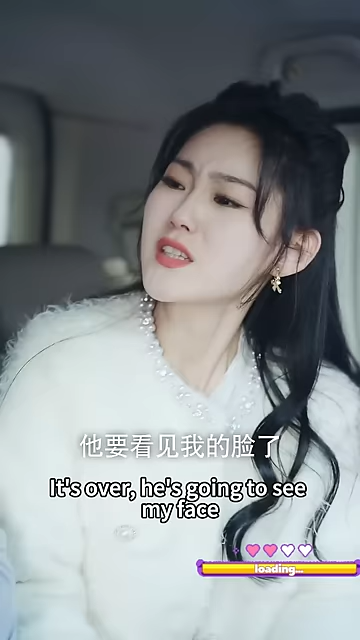 他要看见我的脸了
It's over, he's going to see
my face
loading...